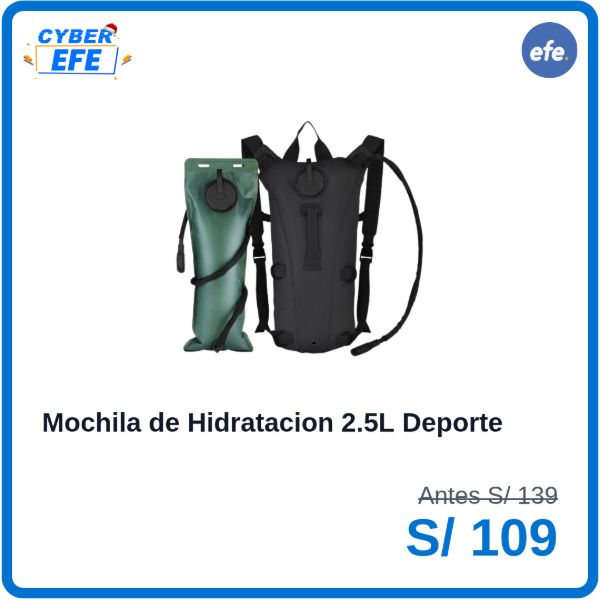 CYBER
EFE
efe.
Mochila de Hidratacion 2.5L Deporte
Antes S/ 139
S/ 109